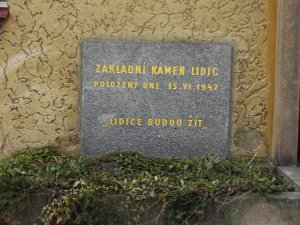 ZÁKLADNÍ KÁMEN LIDIC
POLOŽENÝ DNE 15.VI.1947
„LIDICE BUDOU ŽÍT„